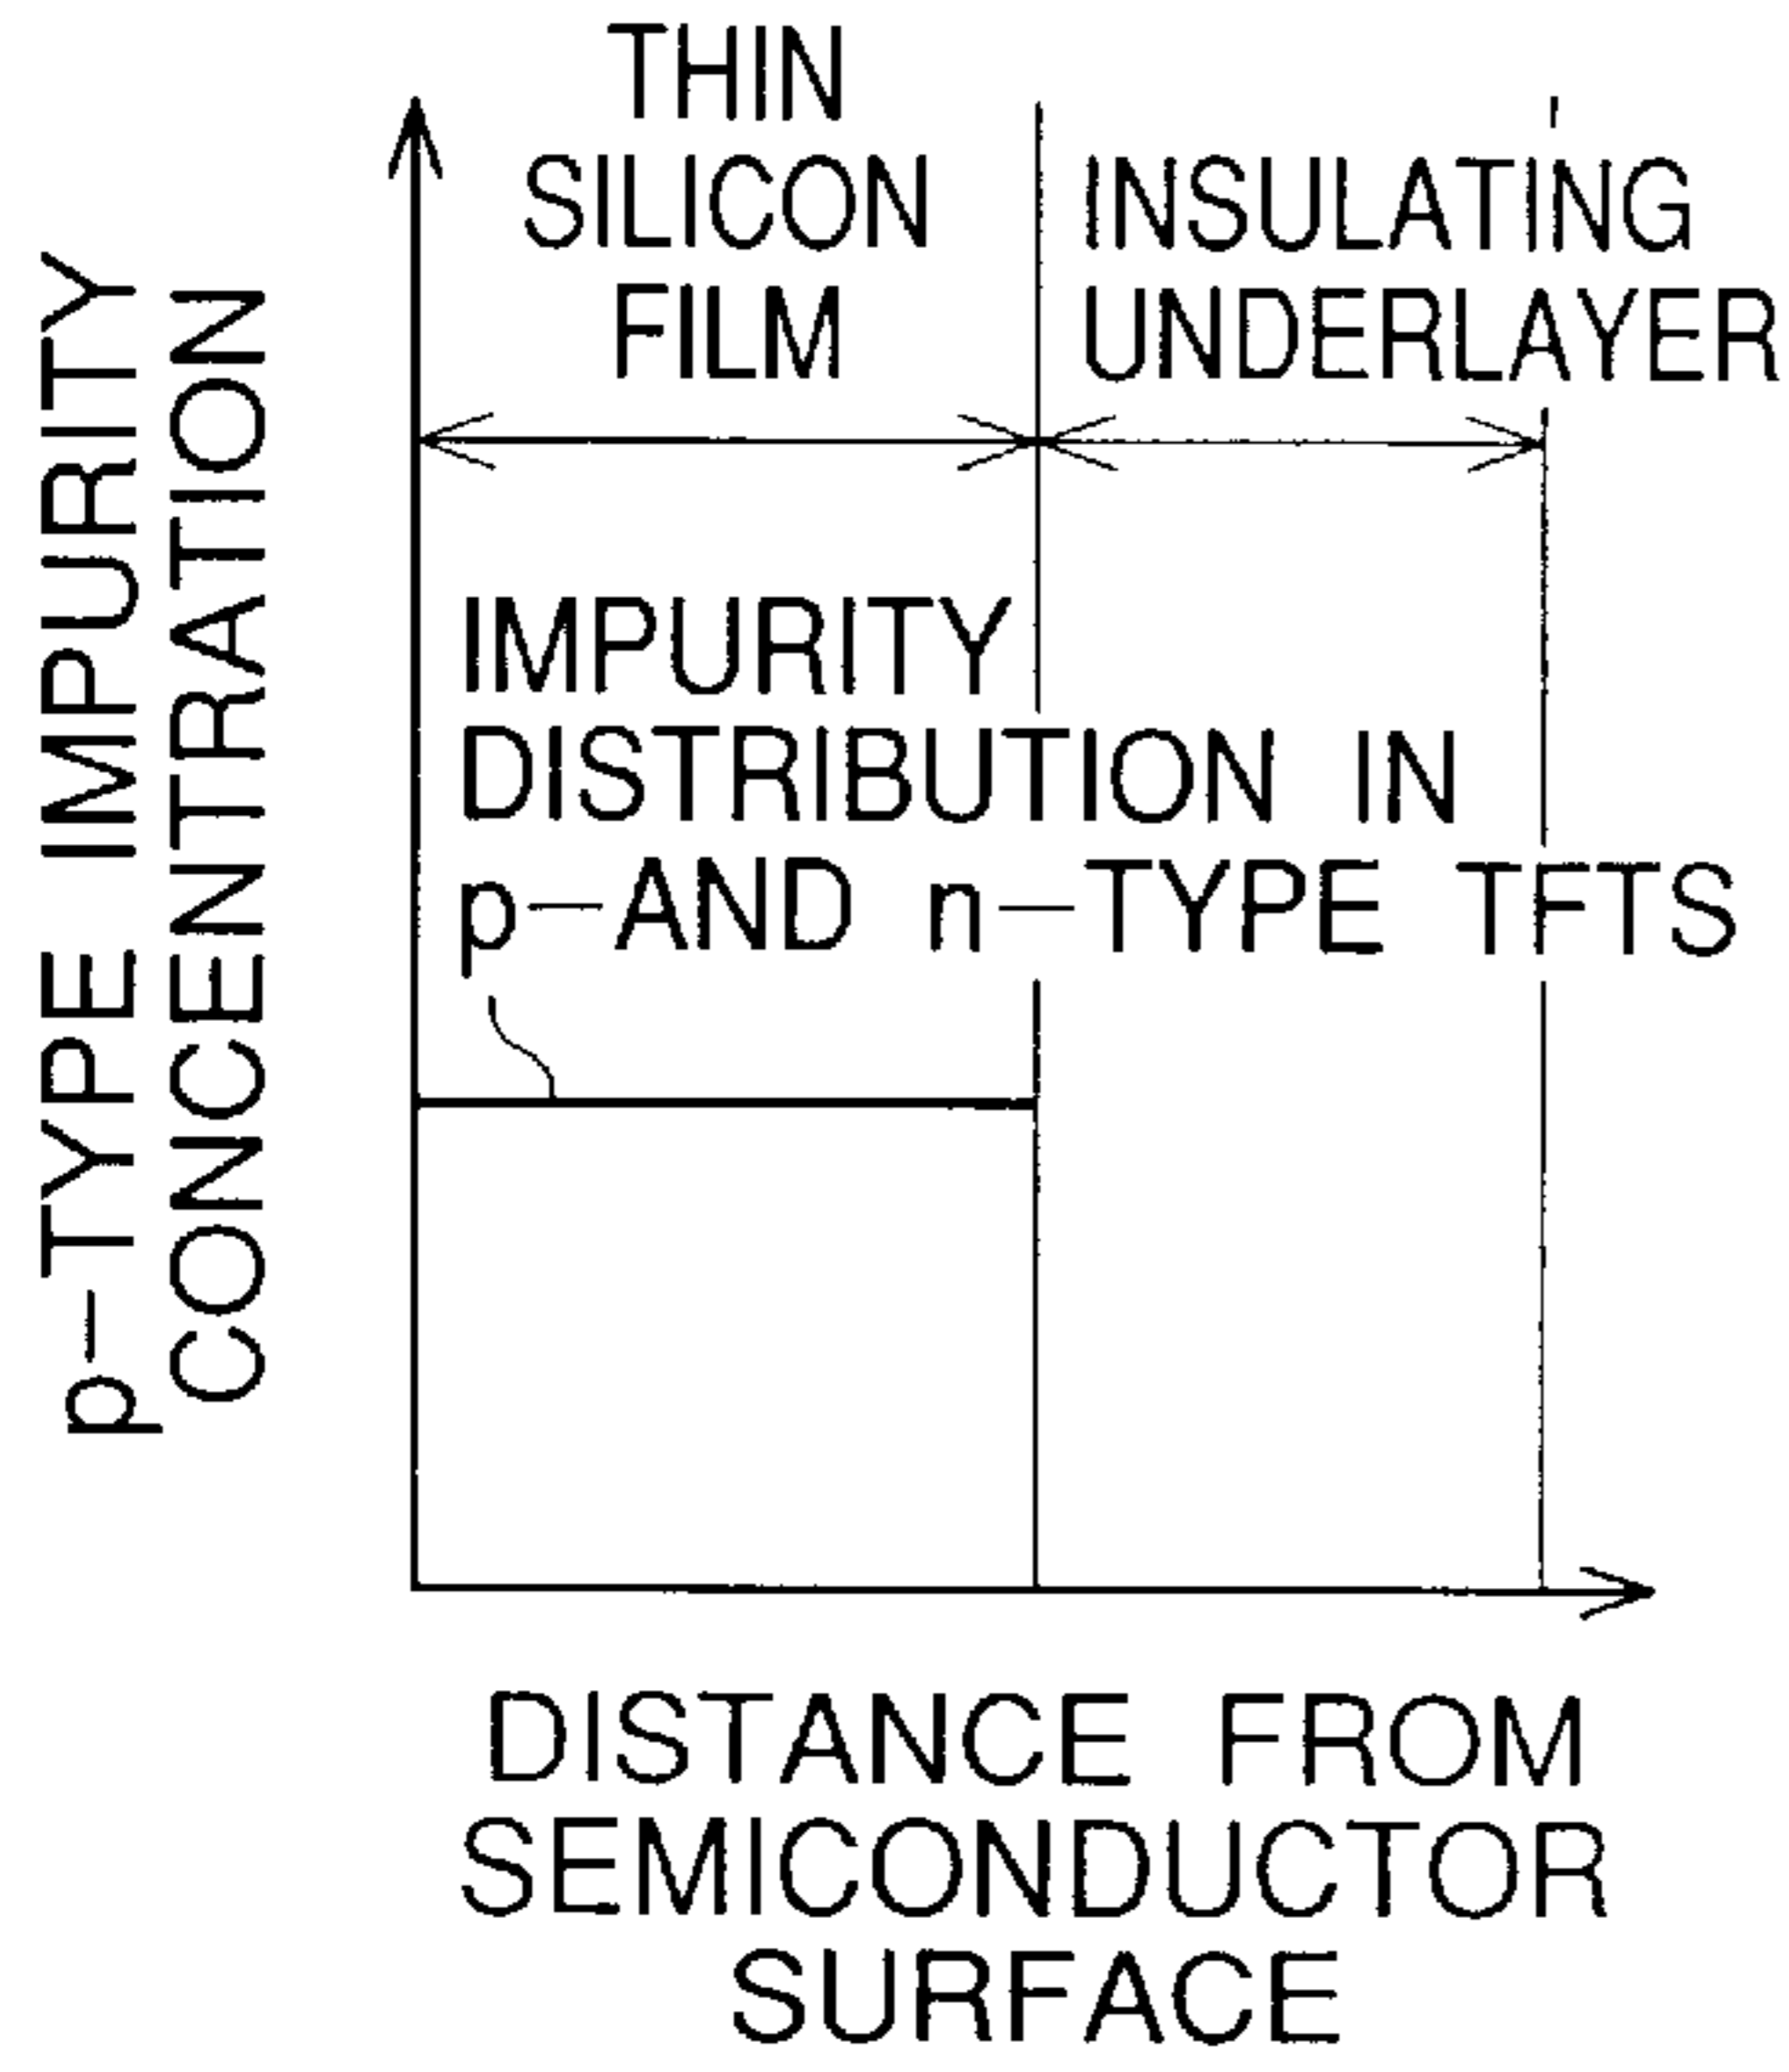 THIN
SILICON
FILM
INSULATING
UNDERLAYER
p-TYPE IMPURITY
CONCENTRATION
IMPURITY
DISTRIBUTION IN
p-AND n-TYPE TFTS
DISTANCE FROM
SEMICONDUCTOR
SURFACE